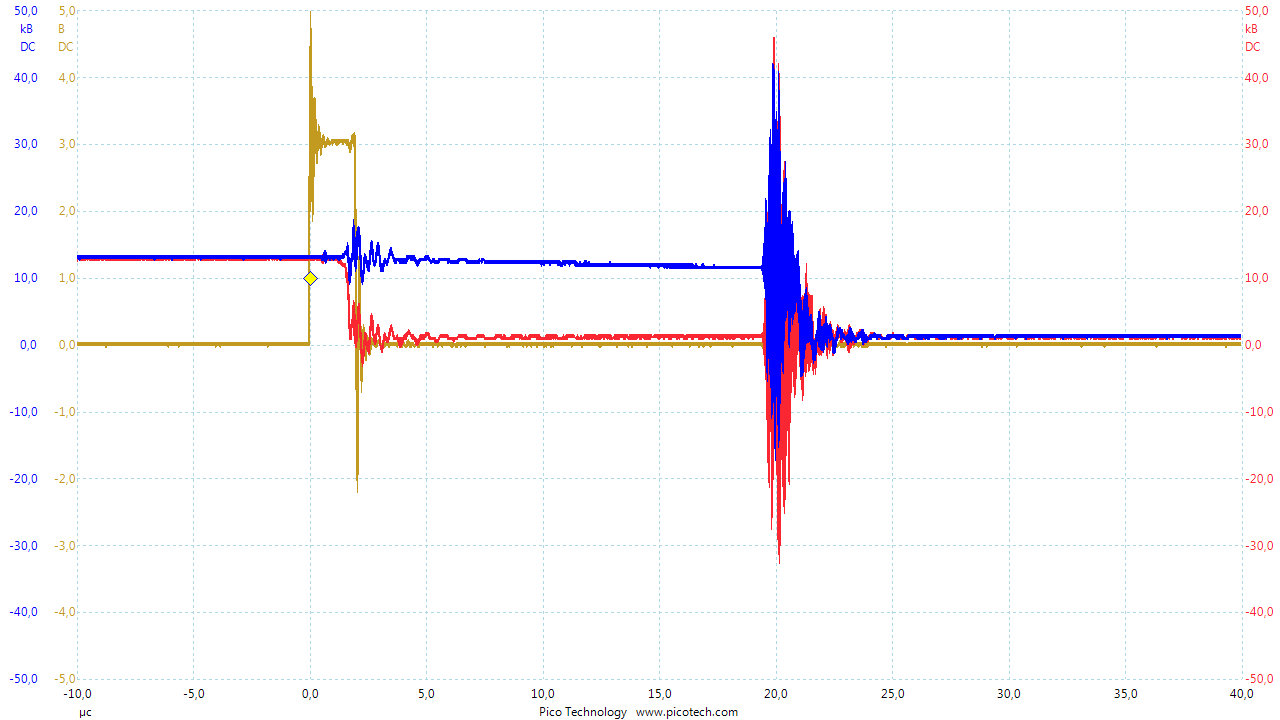 50,0 5,0 50,0
кВ В кВ
DC DC DC
40,0 4,0 40,0
30,0 3,0 30,0
20,0 2,0 20,0
10,0 1,0 10,0
0,0 0,0 0,0
-10,0 -1,0 -10,0
-20,0 -2,0 -20,0
-30,0 -3,0 -30,0
-40,0 -4,0 -40,0
-50,0 -5,0 -50,0
-10,0 -5,0 0,0 5,0 10,0 15,0 20,0 25,0 30,0 35,0 40,0
µс Pico Technology www.picotech.com